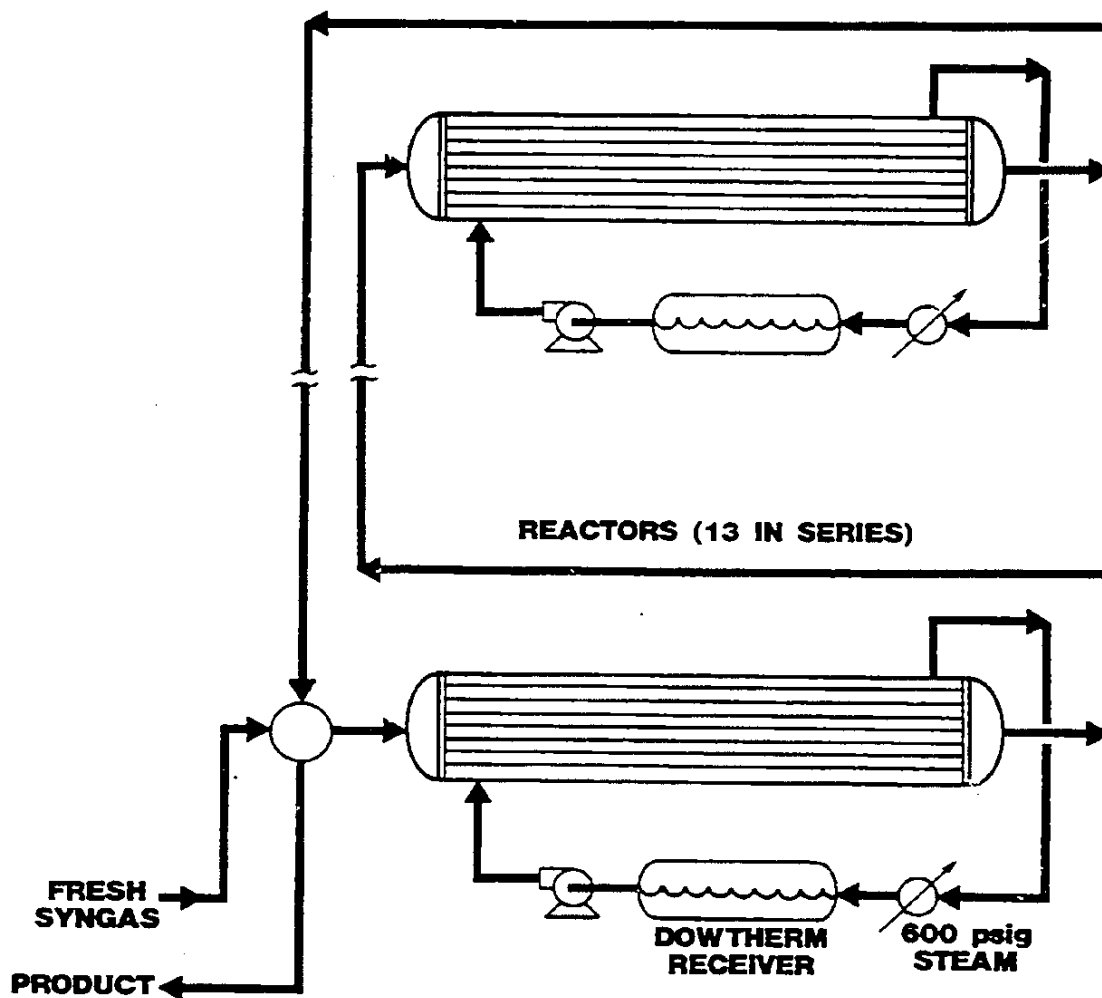 REACTORS (13 IN SERIES)
FRESH
SYNGAS
DOWTHERM
RECEIVER
600 psig
STEAM
PRODUCT